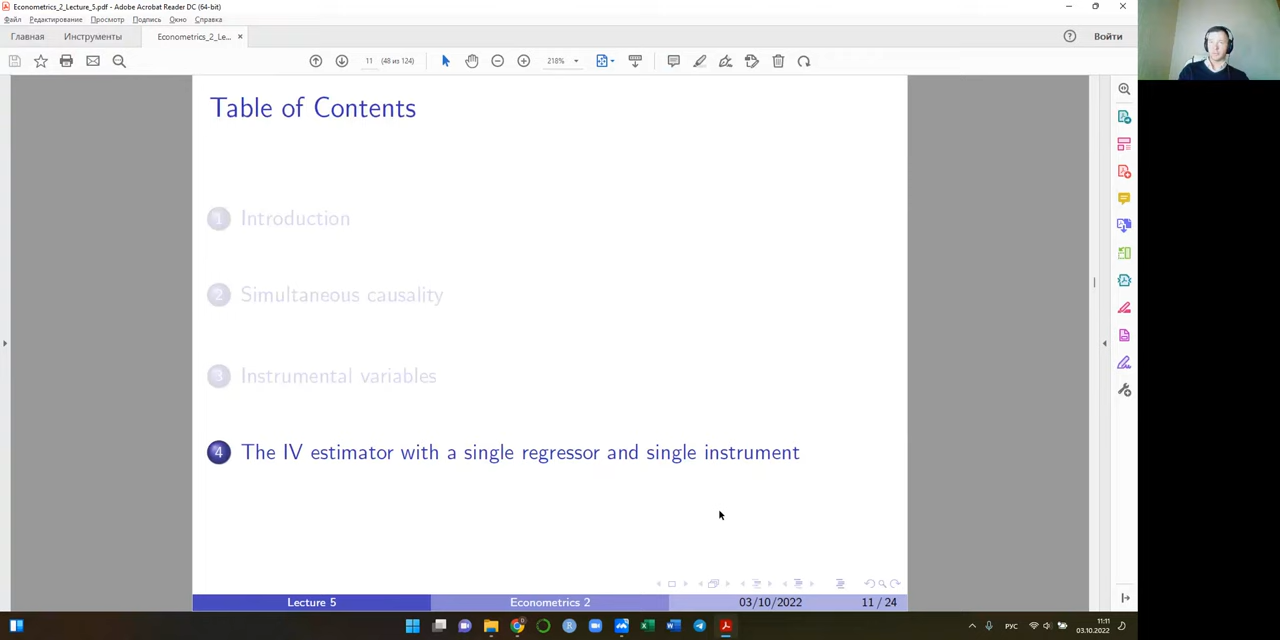 Econometrics_2_Lecture_5.pdf - Adobe Acrobat Reader DC (64-bit)
Файл Редактирование Просмотр Подпись Окно Справка
Главная Инструменты Econometrics_2_Le... × Войти
11 (48 из 124) 218%
Table of Contents
1 Introduction
2 Simultaneous causality
3 Instrumental variables
4 The IV estimator with a single regressor and single instrument
Lecture 5 Econometrics 2 03/10/2022 11 / 24
РУС 11:11
03.10.2022